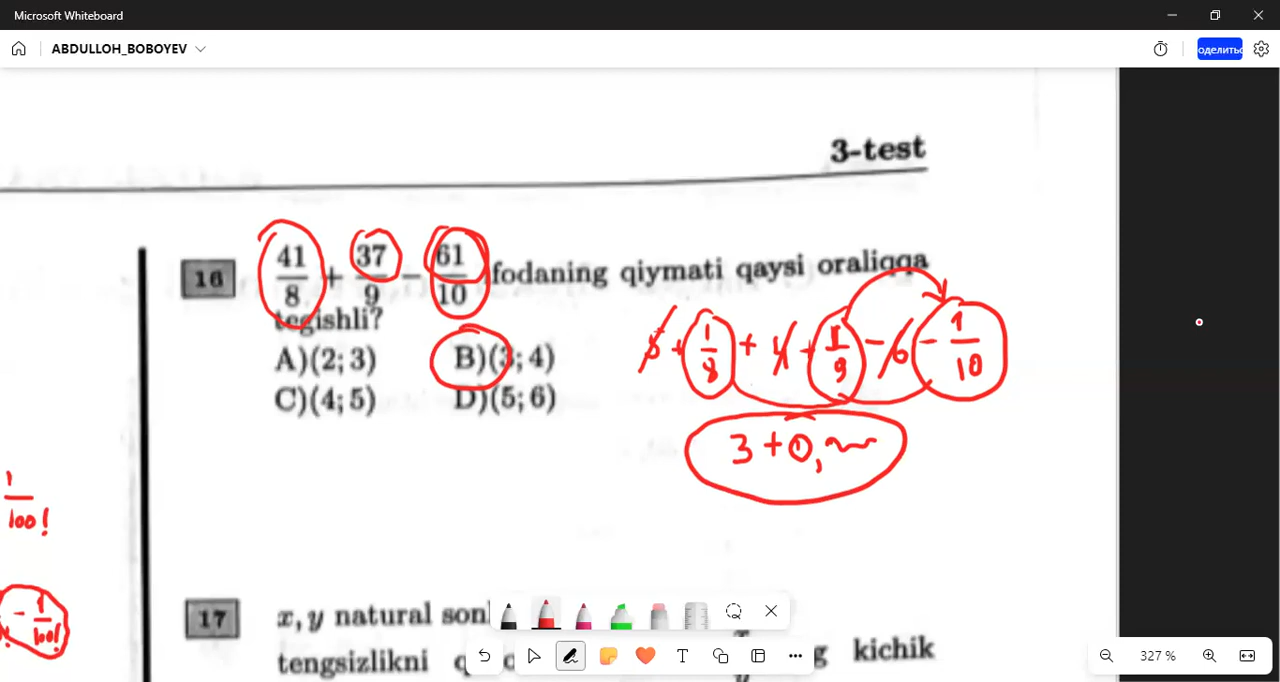 Microsoft Whiteboard
ABDULLOH_BOBOYEV
3-test
16 41/8 + 37/9 − 61/10 fodaning qiymati qaysi oraliqqa
tegishli?
A)(2; 3) B)(3; 4)
C)(4; 5) D)(5; 6)
5 + 1/8 + 4 + 1/9 − 6 − 1/10
3 + 0,
1/100!
− 1/100!
17 x, y natural son
tengsizlikni kichik
327 %